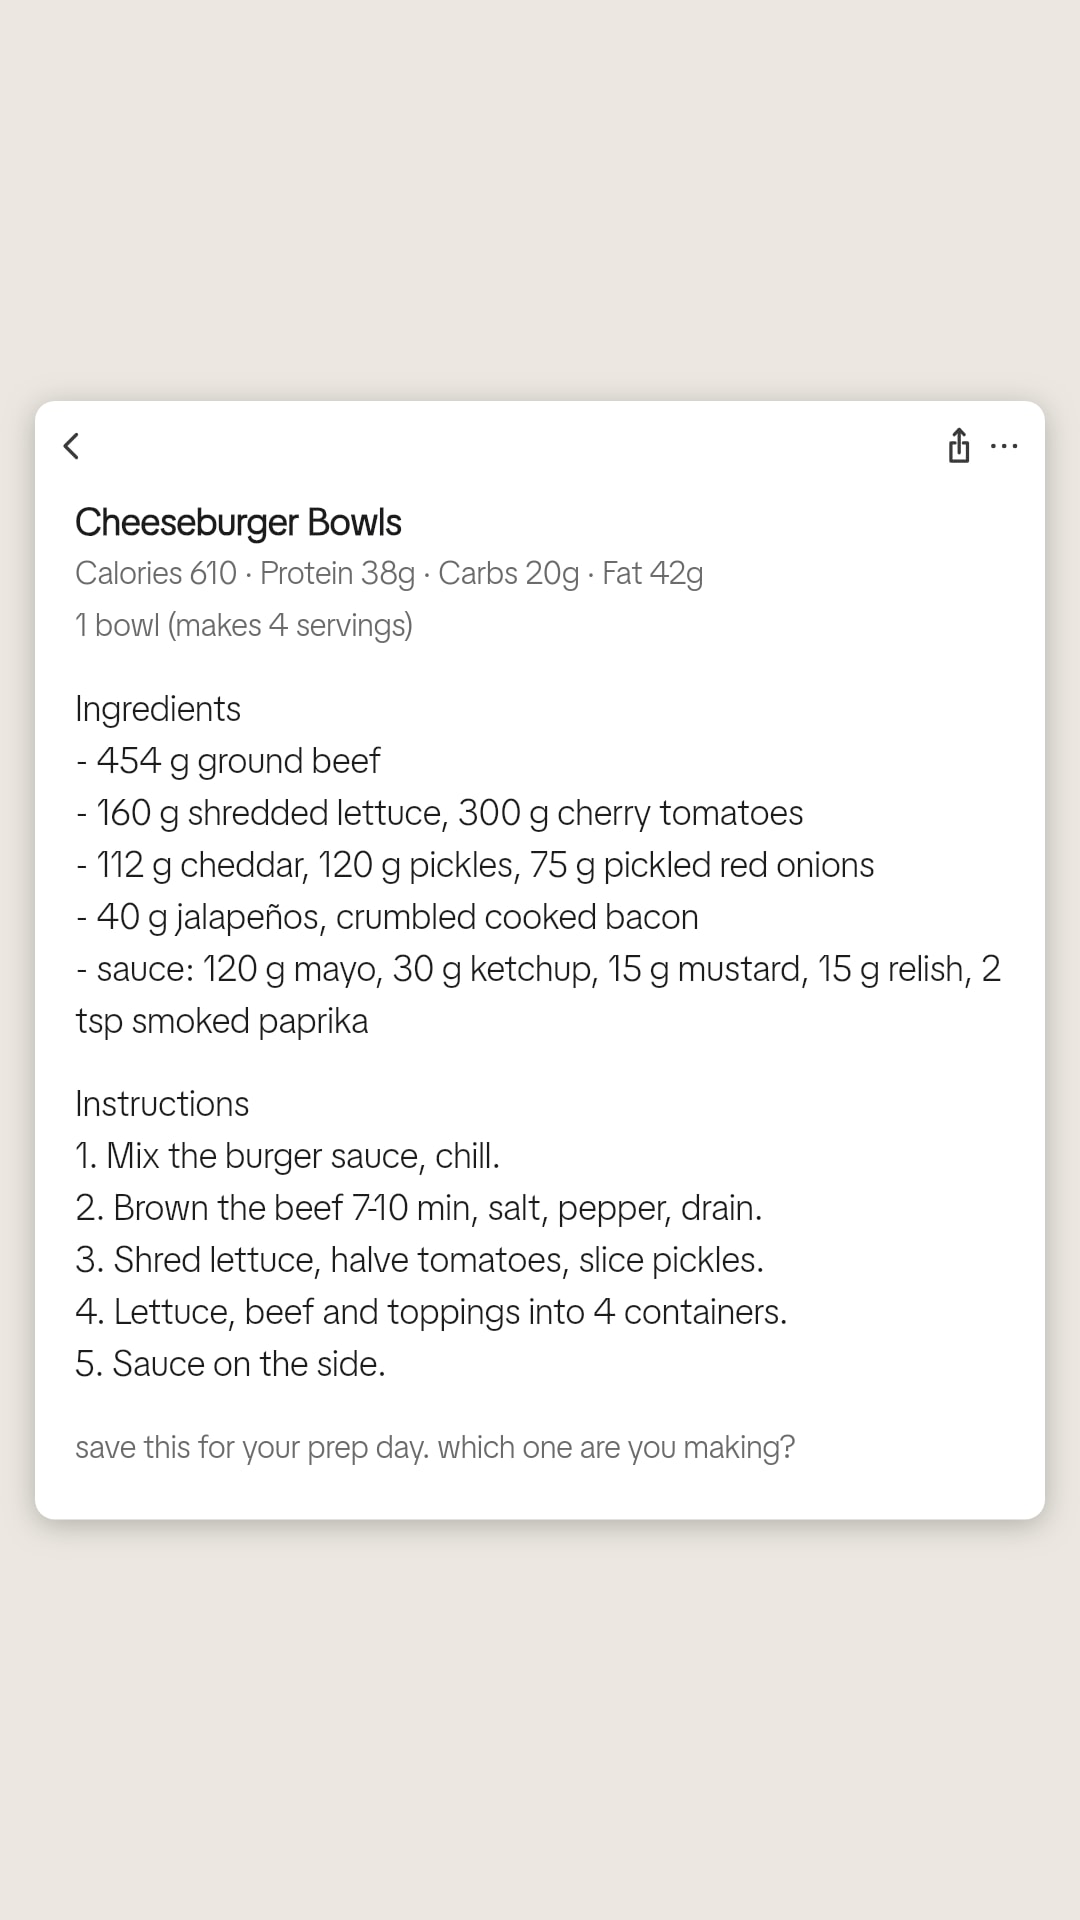 Cheeseburger Bowls
Calories 610 · Protein 38g · Carbs 20g · Fat 42g
1 bowl (makes 4 servings)
Ingredients
- 454 g ground beef
- 160 g shredded lettuce, 300 g cherry tomatoes
- 112 g cheddar, 120 g pickles, 75 g pickled red onions
- 40 g jalapeños, crumbled cooked bacon
- sauce: 120 g mayo, 30 g ketchup, 15 g mustard, 15 g relish, 2
tsp smoked paprika
Instructions
1. Mix the burger sauce, chill.
2. Brown the beef 7-10 min, salt, pepper, drain.
3. Shred lettuce, halve tomatoes, slice pickles.
4. Lettuce, beef and toppings into 4 containers.
5. Sauce on the side.
save this for your prep day. which one are you making?